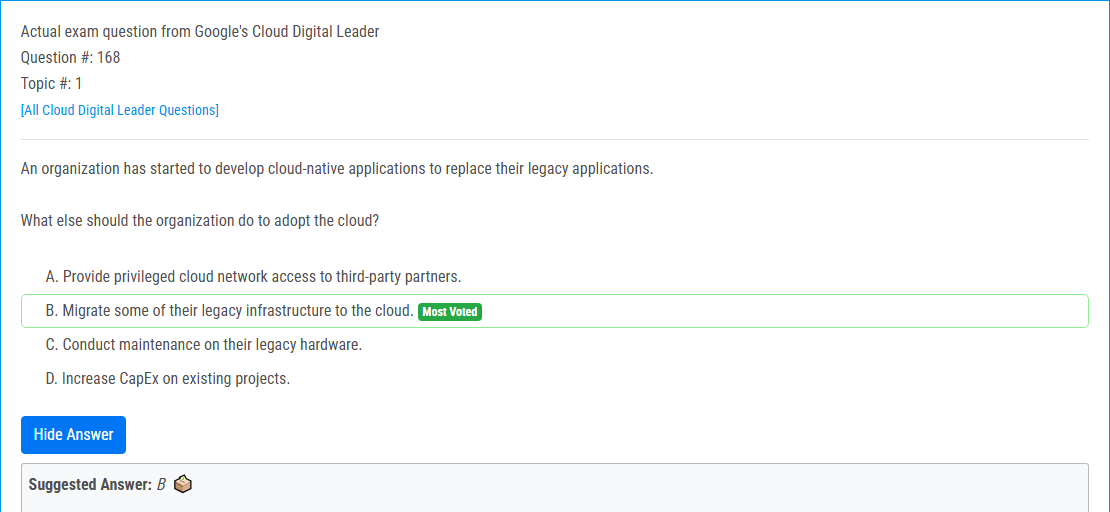 Actual exam question from Google's Cloud Digital Leader
Question #: 168
Topic #: 1
[All Cloud Digital Leader Questions]
An organization has started to develop cloud-native applications to replace their legacy applications.
What else should the organization do to adopt the cloud?
A. Provide privileged cloud network access to third-party partners.
B. Migrate some of their legacy infrastructure to the cloud. Most Voted
C. Conduct maintenance on their legacy hardware.
D. Increase CapEx on existing projects.
Hide Answer
Suggested Answer: B